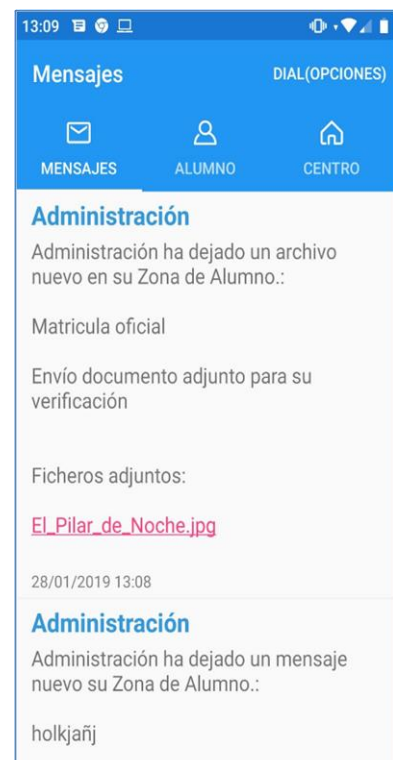 13:09
Mensajes DIAL(OPCIONES)
MENSAJES ALUMNO CENTRO
Administración
Administración ha dejado un archivo
nuevo en su Zona de Alumno.:
Matricula oficial
Envío documento adjunto para su
verificación
Ficheros adjuntos:
El_Pilar_de_Noche.jpg
28/01/2019 13:08
Administración
Administración ha dejado un mensaje
nuevo su Zona de Alumno.:
holkjañj